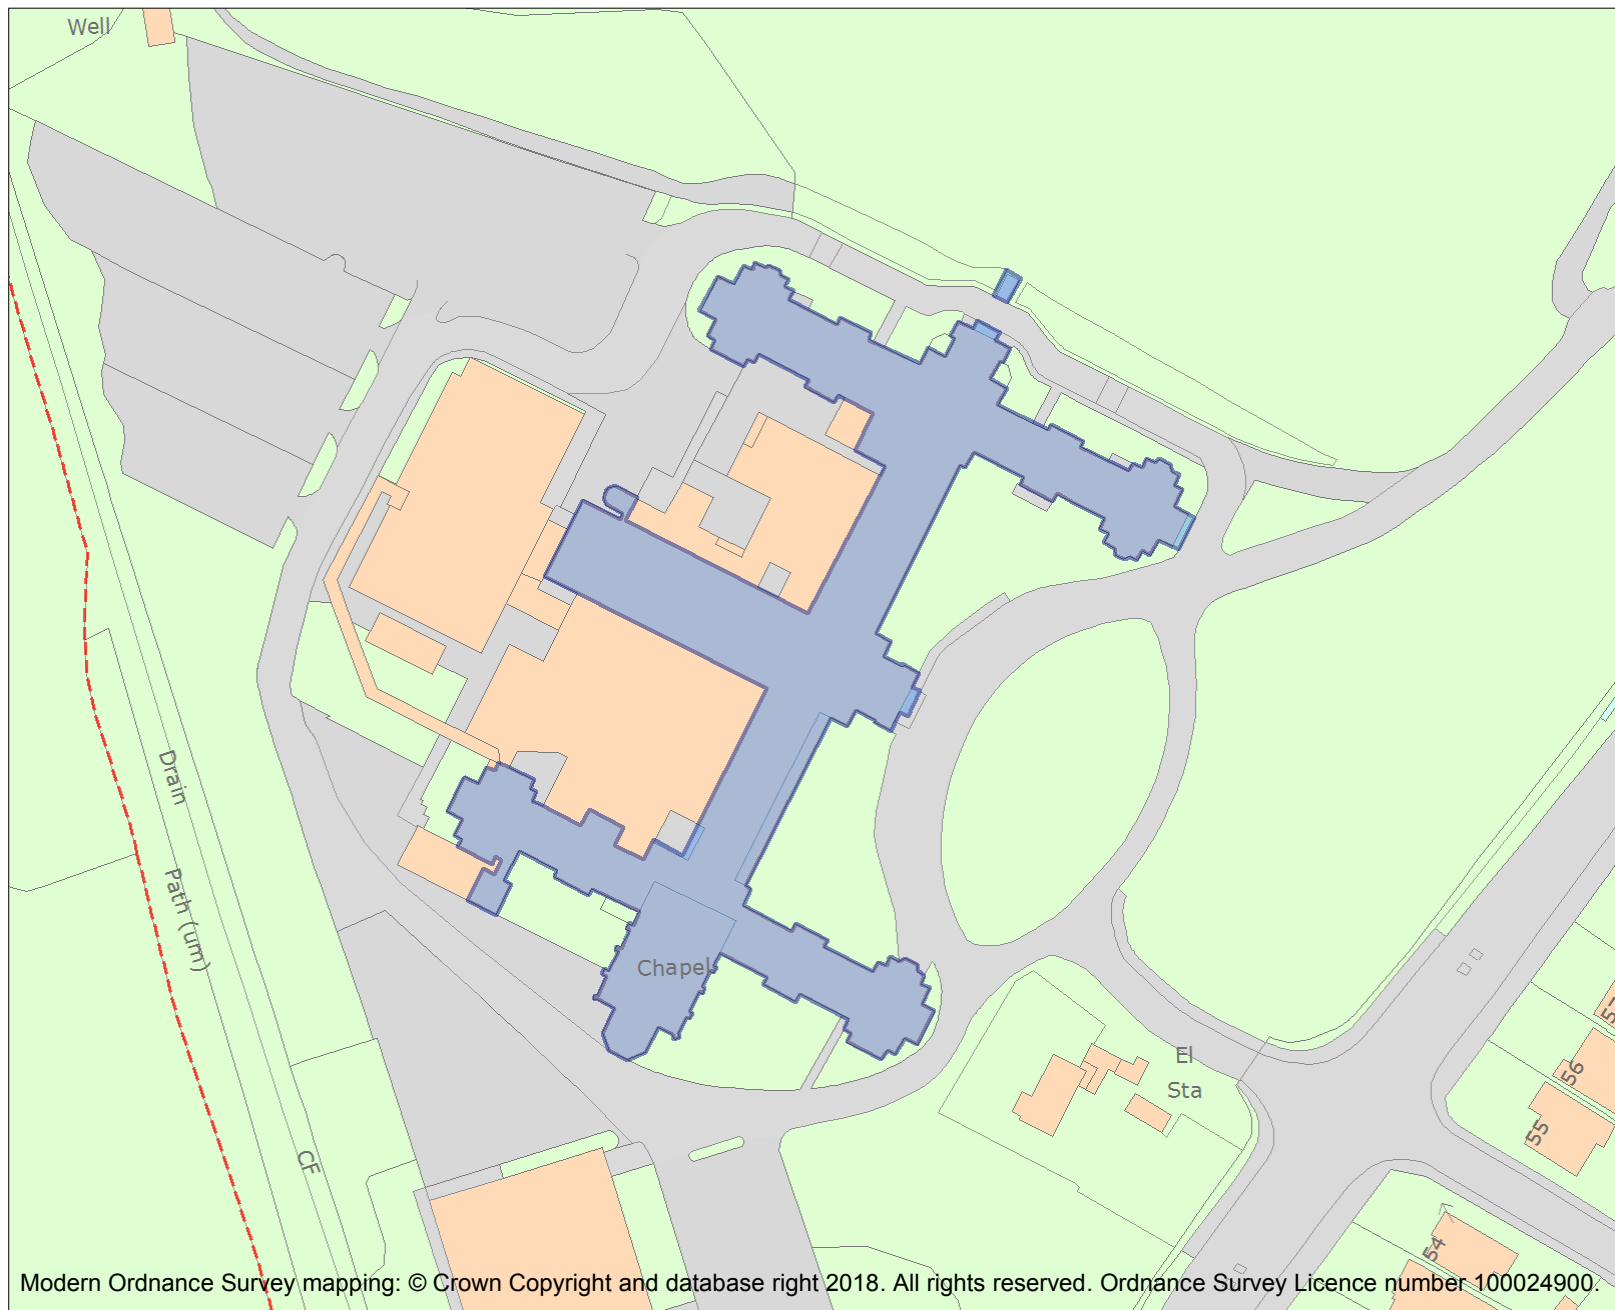 Well
Drain
Path (um)
CF
Chapel
El
Sta
56
55
54
Modern Ordnance Survey mapping: © Crown Copyright and database right 2018. All rights reserved. Ordnance Survey Licence number 100024900.